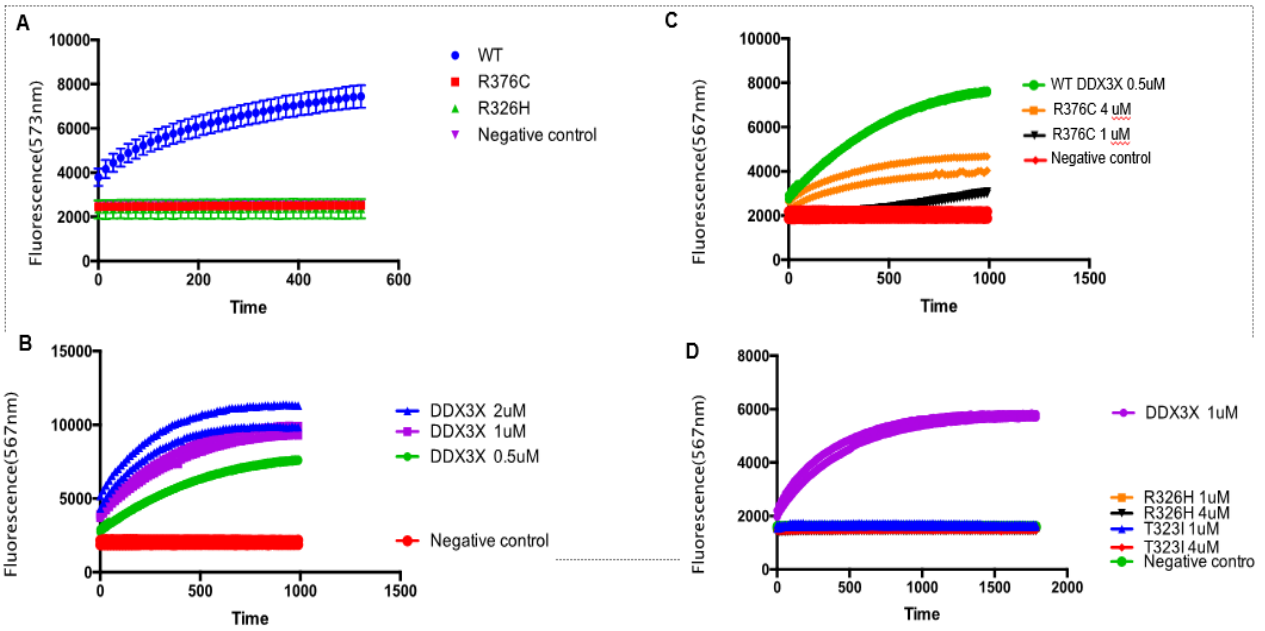 A
Fluorescence(573nm)
10000
8000
6000
4000
2000
0
0 200 400 600
Time
WT
R376C
R326H
Negative control
C
Fluorescence(567nm)
10000
8000
6000
4000
2000
0
0 500 1000 1500
Time
WT DDX3X 0.5uM
R376C 4 uM
R376C 1 uM
Negative control
B
Fluorescence(567nm)
15000
10000
5000
0
0 500 1000 1500
Time
DDX3X 2uM
DDX3X 1uM
DDX3X 0.5uM
Negative control
D
Fluorescence(567nm)
8000
6000
4000
2000
0
0 500 1000 1500 2000
Time
DDX3X 1uM
R326H 1uM
R326H 4uM
T323I 1uM
T323I 4uM
Negative contro